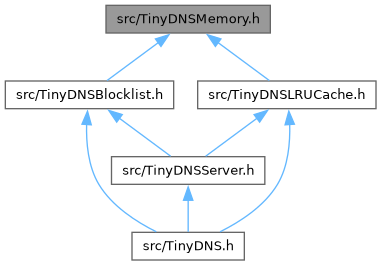 src/TinyDNSMemory.h
src/TinyDNSBlocklist.h
src/TinyDNSLRUCache.h
src/TinyDNSServer.h
src/TinyDNS.h